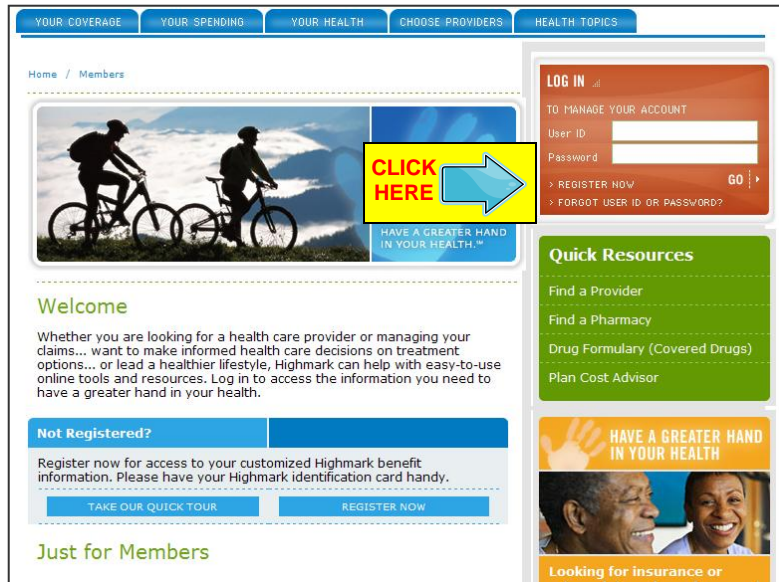 YOUR COVERAGE
YOUR SPENDING
YOUR HEALTH
CHOOSE PROVIDERS
HEALTH TOPICS
Home / Members
CLICK
HERE
HAVE A GREATER HAND
IN YOUR HEALTH.℠
LOG IN
TO MANAGE YOUR ACCOUNT
User ID
Password
GO
> REGISTER NOW
> FORGOT USER ID OR PASSWORD?
Welcome
Whether you are looking for a health care provider or managing your
claims... want to make informed health care decisions on treatment
options... or lead a healthier lifestyle, Highmark can help with easy-to-use
online tools and resources. Log in to access the information you need to
have a greater hand in your health.
Not Registered?
Register now for access to your customized Highmark benefit
information. Please have your Highmark identification card handy.
TAKE OUR QUICK TOUR
REGISTER NOW
Just for Members
Quick Resources
Find a Provider
Find a Pharmacy
Drug Formulary (Covered Drugs)
Plan Cost Advisor
HAVE A GREATER HAND
IN YOUR HEALTH
Looking for insurance or